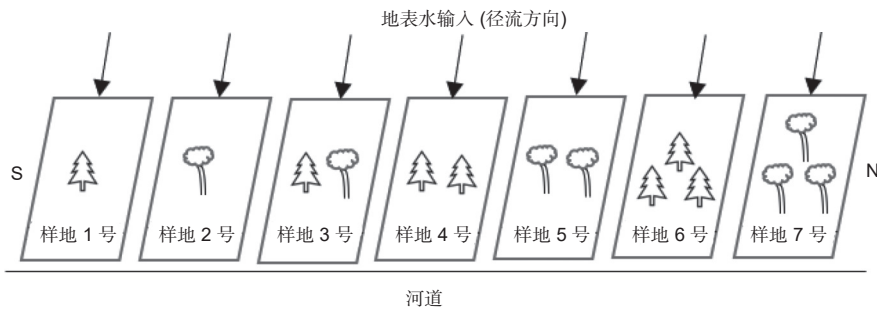 地表水输入 (径流方向)
S
N
样地 1 号
样地 2 号
样地 3 号
样地 4 号
样地 5 号
样地 6 号
样地 7 号
河道